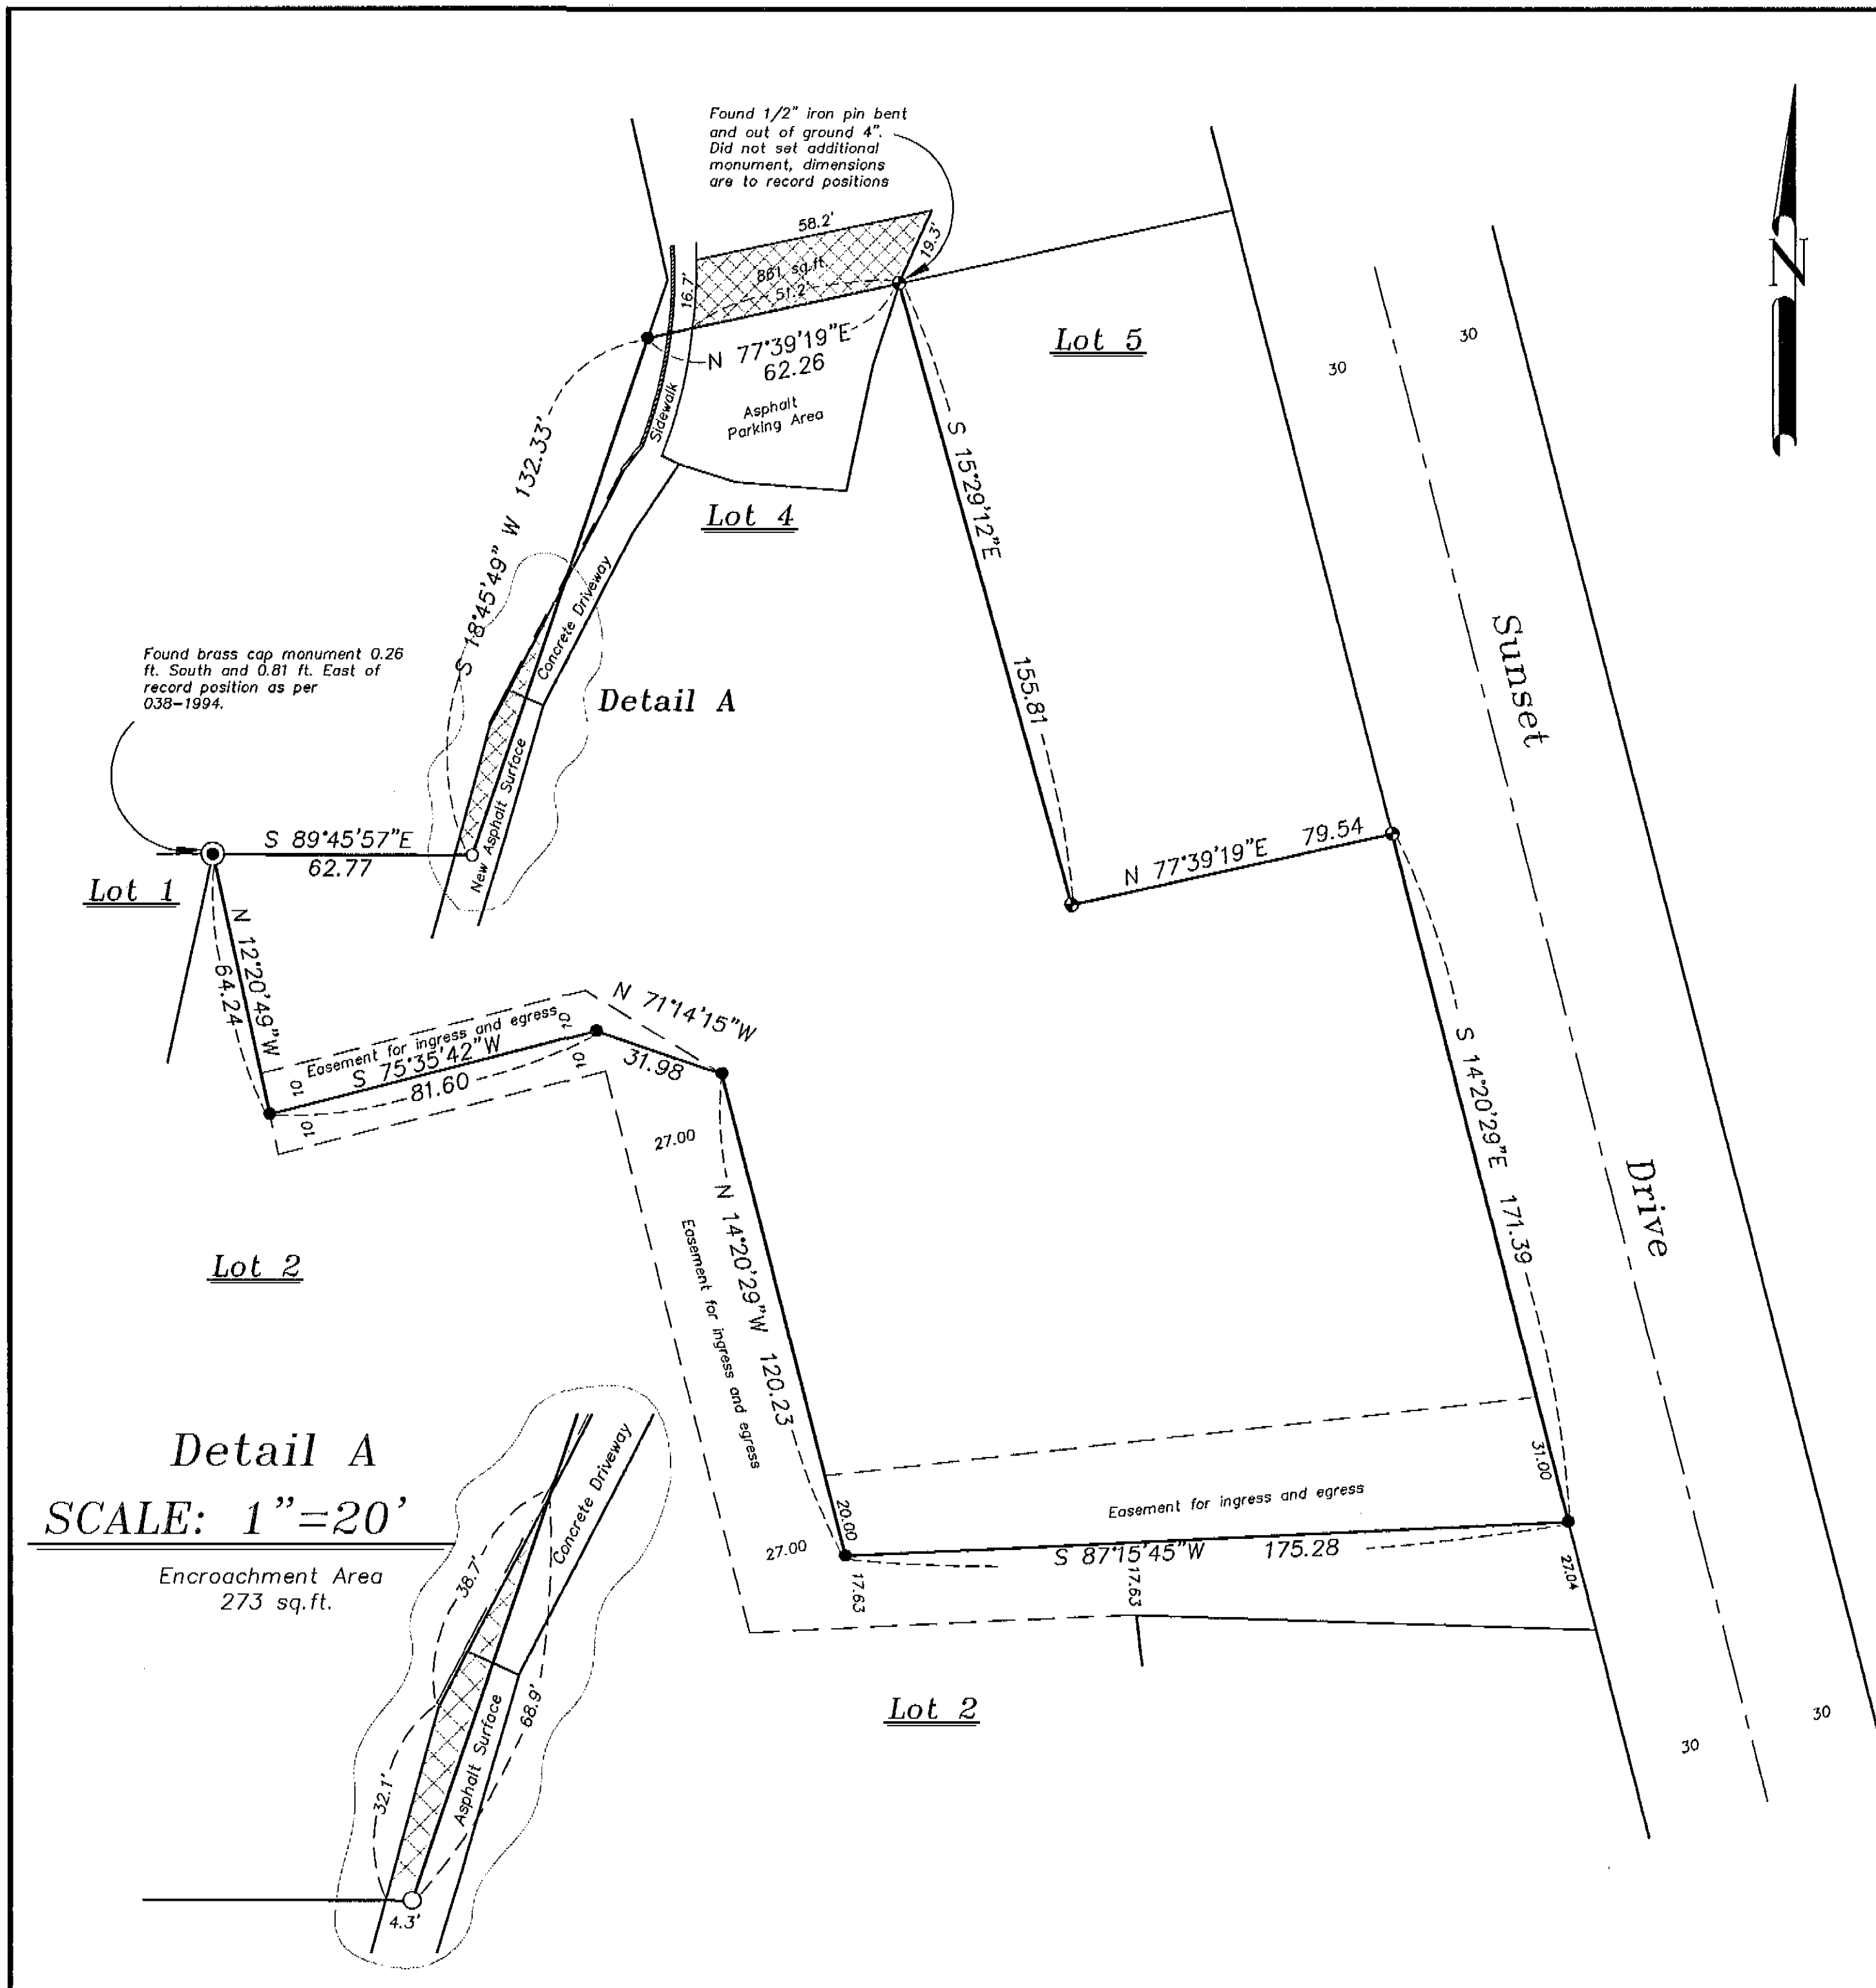 Found 1/2" iron pin bent
and out of ground 4".
Did not set additional
monument, dimensions
are to record positions
58.2'
19.3'
861 sq.ft.
16.7'
51.2'
N 77°39'19"E
62.26
Lot 5
30
30
N
Asphalt
Parking Area
Sidewalk
S 18°45'49" W 132.33'
S 15°29'12"E
155.81
Lot 4
Concrete Driveway
Sunset
Drive
Found brass cap monument 0.26
ft. South and 0.81 ft. East of
record position as per
038-1994.
Detail A
New Asphalt Surface
S 89°45'57"E
62.77
Lot 1
N 77°39'19"E 79.54
N 12°20'49"W
64.24
N 71°14'15"W
31.98
Easement for ingress and egress
10
10
S 75°35'42"W
81.60
10
10
S 14°20'29"E 171.39
27.00
N 14°20'29"W 120.23
Easement for ingress and egress
Lot 2
Detail A
SCALE: 1"=20'
Encroachment Area
273 sq.ft.
Concrete Driveway
38.7'
68.9'
Asphalt Surface
32.1'
4.3'
31.00
Easement for ingress and egress
20.00
27.00
S 87°15'45"W 175.28
17.63
17.63
27.04
Lot 2
30
30